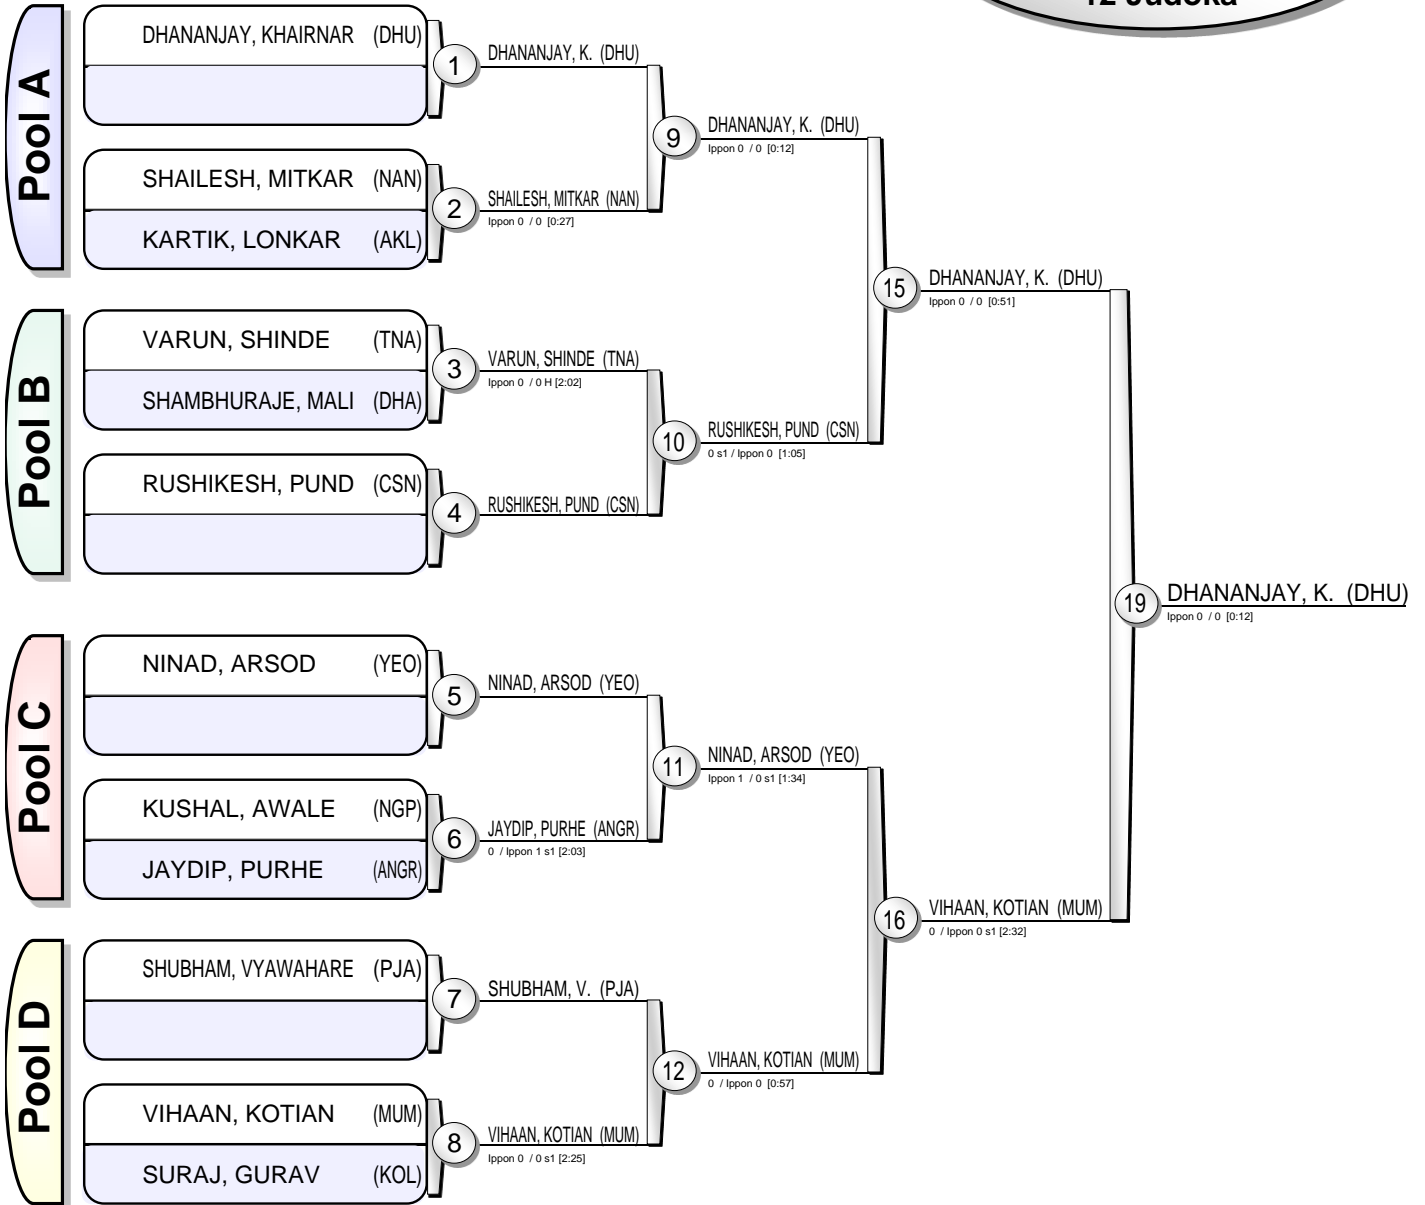 12 Judoka
Pool A
DHANANJAY, KHAIRNAR (DHU)
1
DHANANJAY, K. (DHU)
SHAILESH, MITKAR (NAN)
KARTIK, LONKAR (AKL)
2
SHAILESH, MITKAR (NAN)
Ippon 0 / 0 [0:27]
9
DHANANJAY, K. (DHU)
Ippon 0 / 0 [0:12]
Pool B
VARUN, SHINDE (TNA)
SHAMBHURAJE, MALI (DHA)
3
VARUN, SHINDE (TNA)
Ippon 0 / 0 H [2:02]
RUSHIKESH, PUND (CSN)
4
RUSHIKESH, PUND (CSN)
10
RUSHIKESH, PUND (CSN)
0 s1 / Ippon 0 [1:05]
15
DHANANJAY, K. (DHU)
Ippon 0 / 0 [0:51]
Pool C
NINAD, ARSOD (YEO)
5
NINAD, ARSOD (YEO)
KUSHAL, AWALE (NGP)
JAYDIP, PURHE (ANGR)
6
JAYDIP, PURHE (ANGR)
0 / Ippon 1 s1 [2:03]
11
NINAD, ARSOD (YEO)
Ippon 1 / 0 s1 [1:34]
Pool D
SHUBHAM, VYAWAHARE (PJA)
7
SHUBHAM, V. (PJA)
VIHAAN, KOTIAN (MUM)
SURAJ, GURAV (KOL)
8
VIHAAN, KOTIAN (MUM)
Ippon 0 / 0 s1 [2:25]
12
VIHAAN, KOTIAN (MUM)
0 / Ippon 0 [0:57]
16
VIHAAN, KOTIAN (MUM)
0 / Ippon 0 s1 [2:32]
19
DHANANJAY, K. (DHU)
Ippon 0 / 0 [0:12]